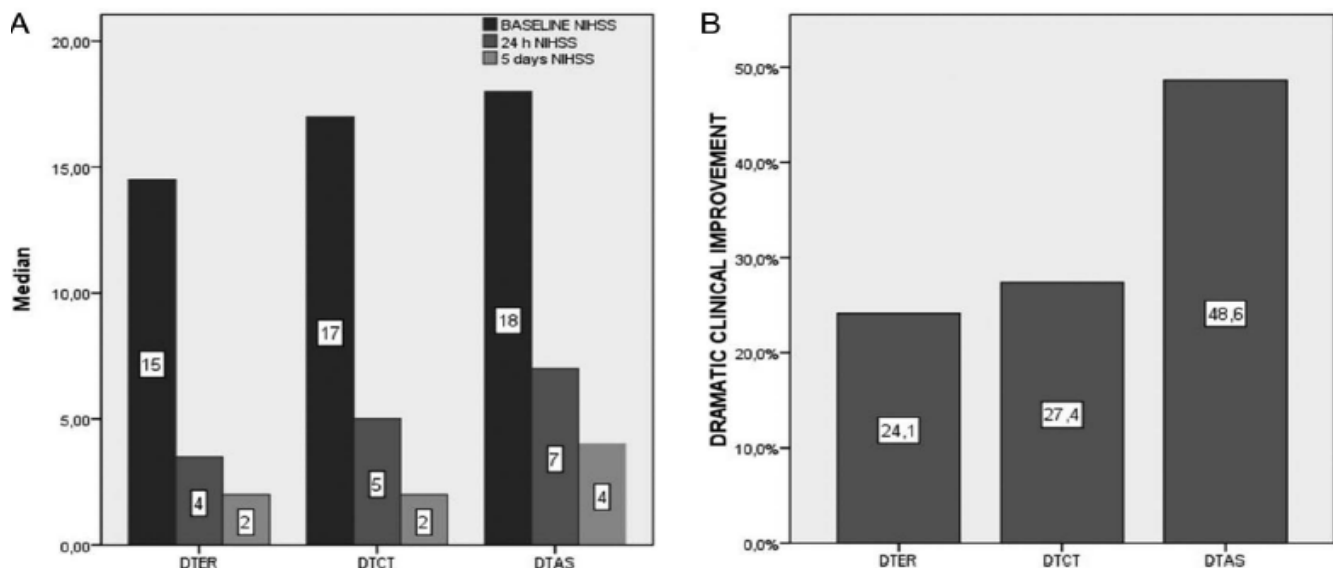 A
BASELINE NIHSS
24 h NIHSS
5 days NIHSS
20,00
15,00
10,00
5,00
0,00
Median
15
4
2
17
5
2
18
7
4
DTER DTCT DTAS
B
50,0%
40,0%
30,0%
20,0%
10,0%
0,0%
DRAMATIC CLINICAL IMPROVEMENT
24,1
27,4
48,6
DTER DTCT DTAS